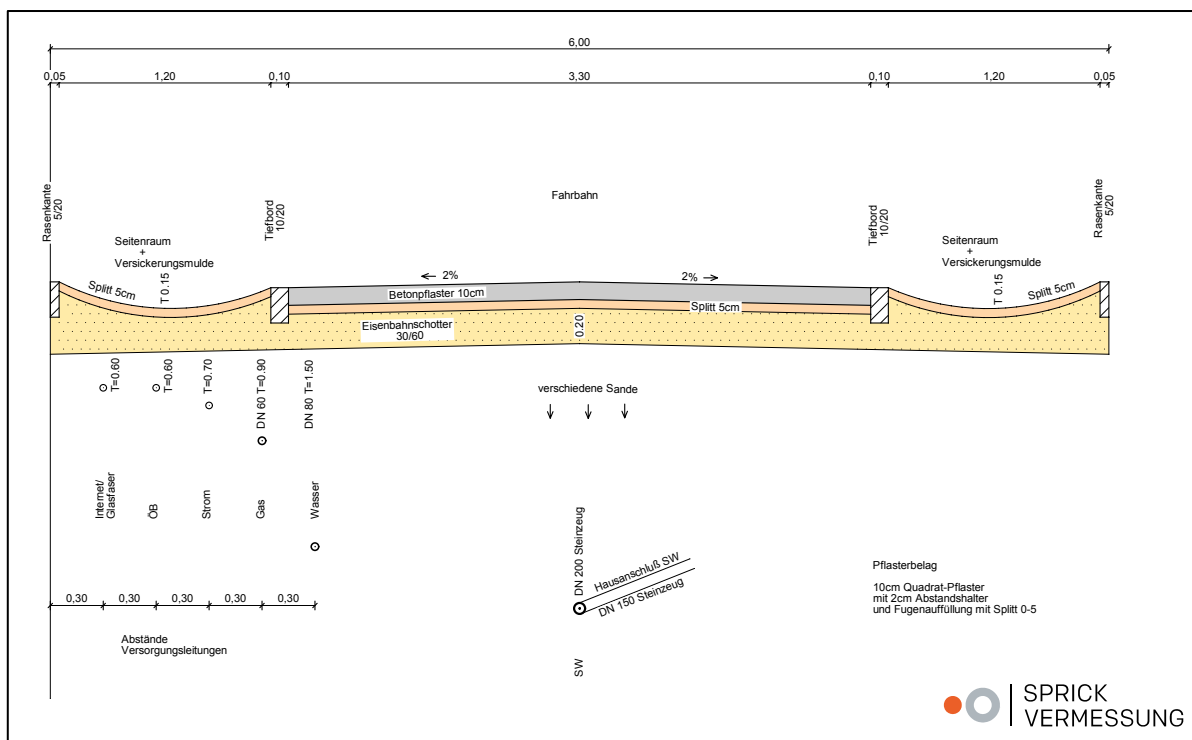 6,00
0,05
1,20
0,10
3,30
0,10
1,20
0,05
Rasenkante
5/20
Tiefbord
10/20
Fahrbahn
Tiefbord
10/20
Rasenkante
5/20
Seitenraum
+
Versickerungsmulde
Seitenraum
+
Versickerungsmulde
Splitt 5cm
T 0.15
2%
2%
T 0.15
Splitt 5cm
Betonpflaster 10cm
Splitt 5cm
Eisenbahnschotter
30/60
0.20
T=0.60
T=0.60
T=0.70
DN 60 T=0.90
DN 80 T=1.50
verschiedene Sande
Internet/
Glasfaser
ÖB
Strom
Gas
Wasser
DN 200 Steinzeug
Hausanschluß SW
DN 150 Steinzeug
SW
0,30
0,30
0,30
0,30
0,30
Abstände
Versorgungsleitungen
Pflasterbelag
10cm Quadrat-Pflaster
mit 2cm Abstandshalter
und Fugenauffüllung mit Splitt 0-5
SPRICK
VERMESSUNG